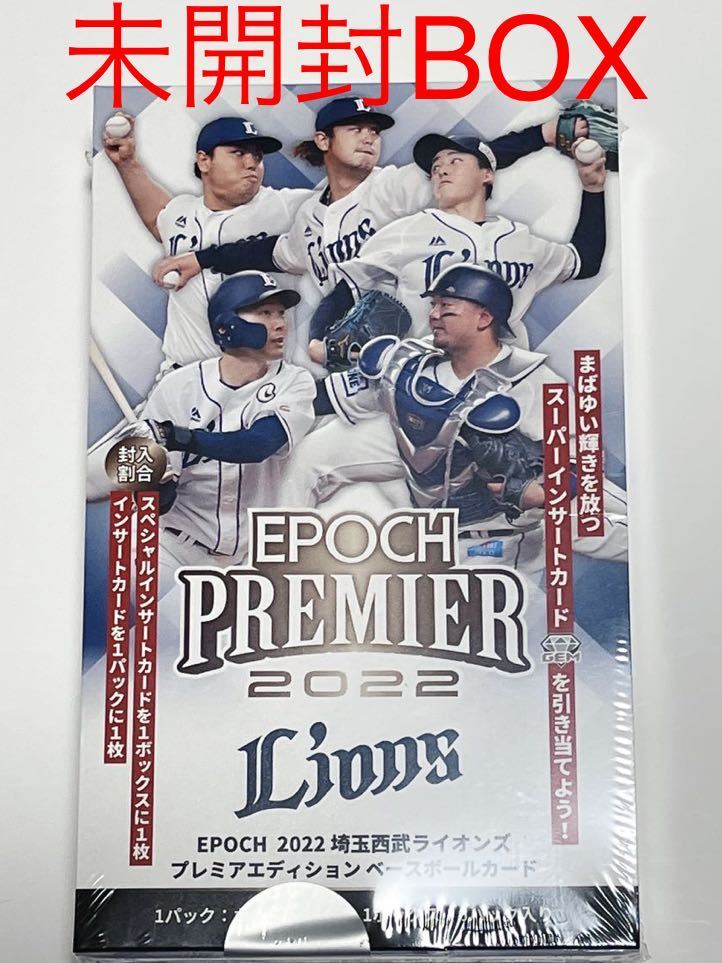 未開封BOX
まばゆい輝きを放つ
スーパーインサートカード
GEM を引き当てよう!
封入
割合
スペシャルインサートカードを1ボックスに1枚
インサートカードを1パックに1枚
EPOCH
PREMIER
2022
Lions
EPOCH 2022 埼玉西武ライオンズ
プレミアエディション ベースボールカード
1パック: